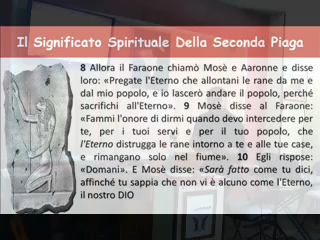 Il Significato Spirituale Della Seconda Piaga
8 Allora il Faraone chiamò Mosè e Aaronne e disse
loro: «Pregate l'Eterno che allontani le rane da me e
dal mio popolo, e io lascerò andare il popolo, perché
sacrifichi all'Eterno». 9 Mosè disse al Faraone:
«Fammi l'onore di dirmi quando devo intercedere per
te, per i tuoi servi e per il tuo popolo, che
l'Eterno distrugga le rane intorno a te e alle tue case,
e rimangano solo nel fiume». 10 Egli rispose:
«Domani». E Mosè disse: «Sarà fatto come tu dici,
affinché tu sappia che non vi è alcuno come l'Eterno,
il nostro DIO